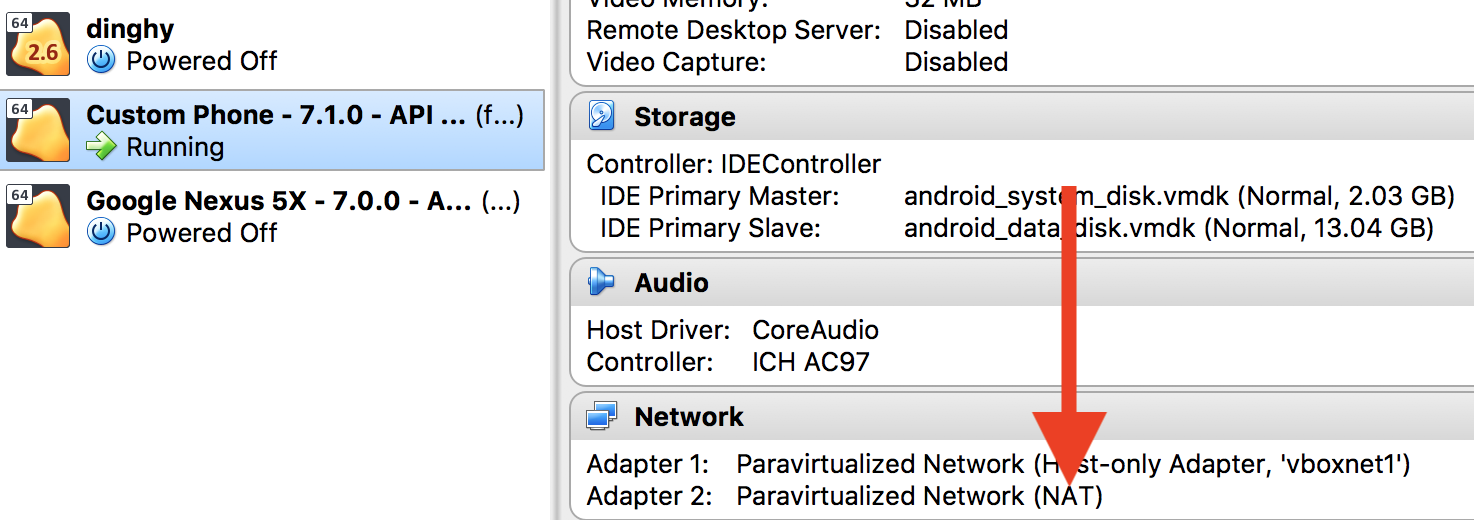 64
dinghy
2.6
Powered Off
64
Custom Phone - 7.1.0 - API ... (f...)
Running
64
Google Nexus 5X - 7.0.0 - A... (...)
Powered Off
Video Memory: 32 MB
Remote Desktop Server: Disabled
Video Capture: Disabled
Storage
Controller: IDEController
IDE Primary Master: android_system_disk.vmdk (Normal, 2.03 GB)
IDE Primary Slave: android_data_disk.vmdk (Normal, 13.04 GB)
Audio
Host Driver: CoreAudio
Controller: ICH AC97
Network
Adapter 1: Paravirtualized Network (Host-only Adapter, 'vboxnet1')
Adapter 2: Paravirtualized Network (NAT)